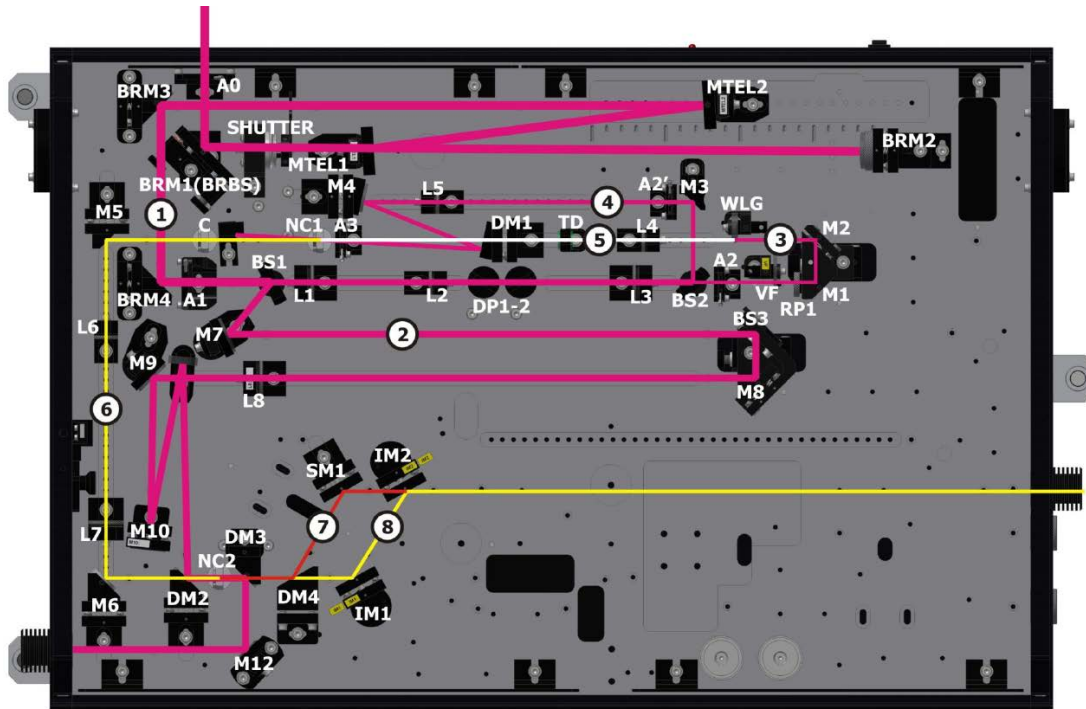 BRM3
A0
MTEL2
SHUTTER
MTEL1
BRM2
BRM1(BRBS)
M4
L5
A2'
M3
4
M5
1
C
NC1
A3
DM1
TD
5
L4
WLG
3
M2
BS1
BRM4
A1
L1
L2
DP1-2
L3
BS2
A2
VF
RP1
M1
L6
M7
2
BS3
M9
L8
M8
6
SM1
IM2
L7
M10
DM3
7
8
NC2
M6
DM2
DM4
IM1
M12